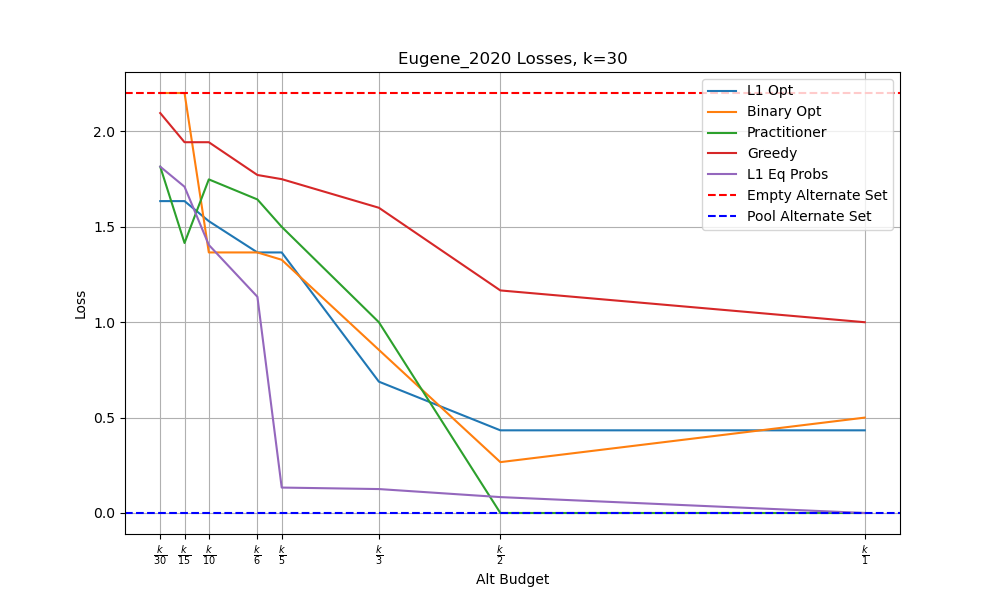 Eugene_2020 Losses, k=30
L1 Opt
Binary Opt
Practitioner
Greedy
L1 Eq Probs
Empty Alternate Set
Pool Alternate Set
Loss
2.0
1.5
1.0
0.5
0.0
k/30 k/15 k/10 k/6 k/5 k/3 k/2 k/1
Alt Budget